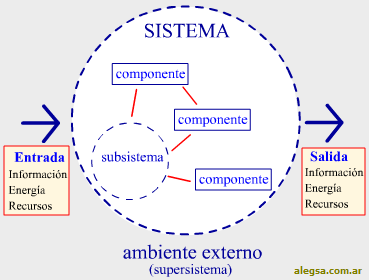 SISTEMA
componente
componente
subsistema
componente
Entrada
Información
Energía
Recursos
Salida
Información
Energía
Recursos
ambiente externo
(supersistema)
alegsa.com.ar